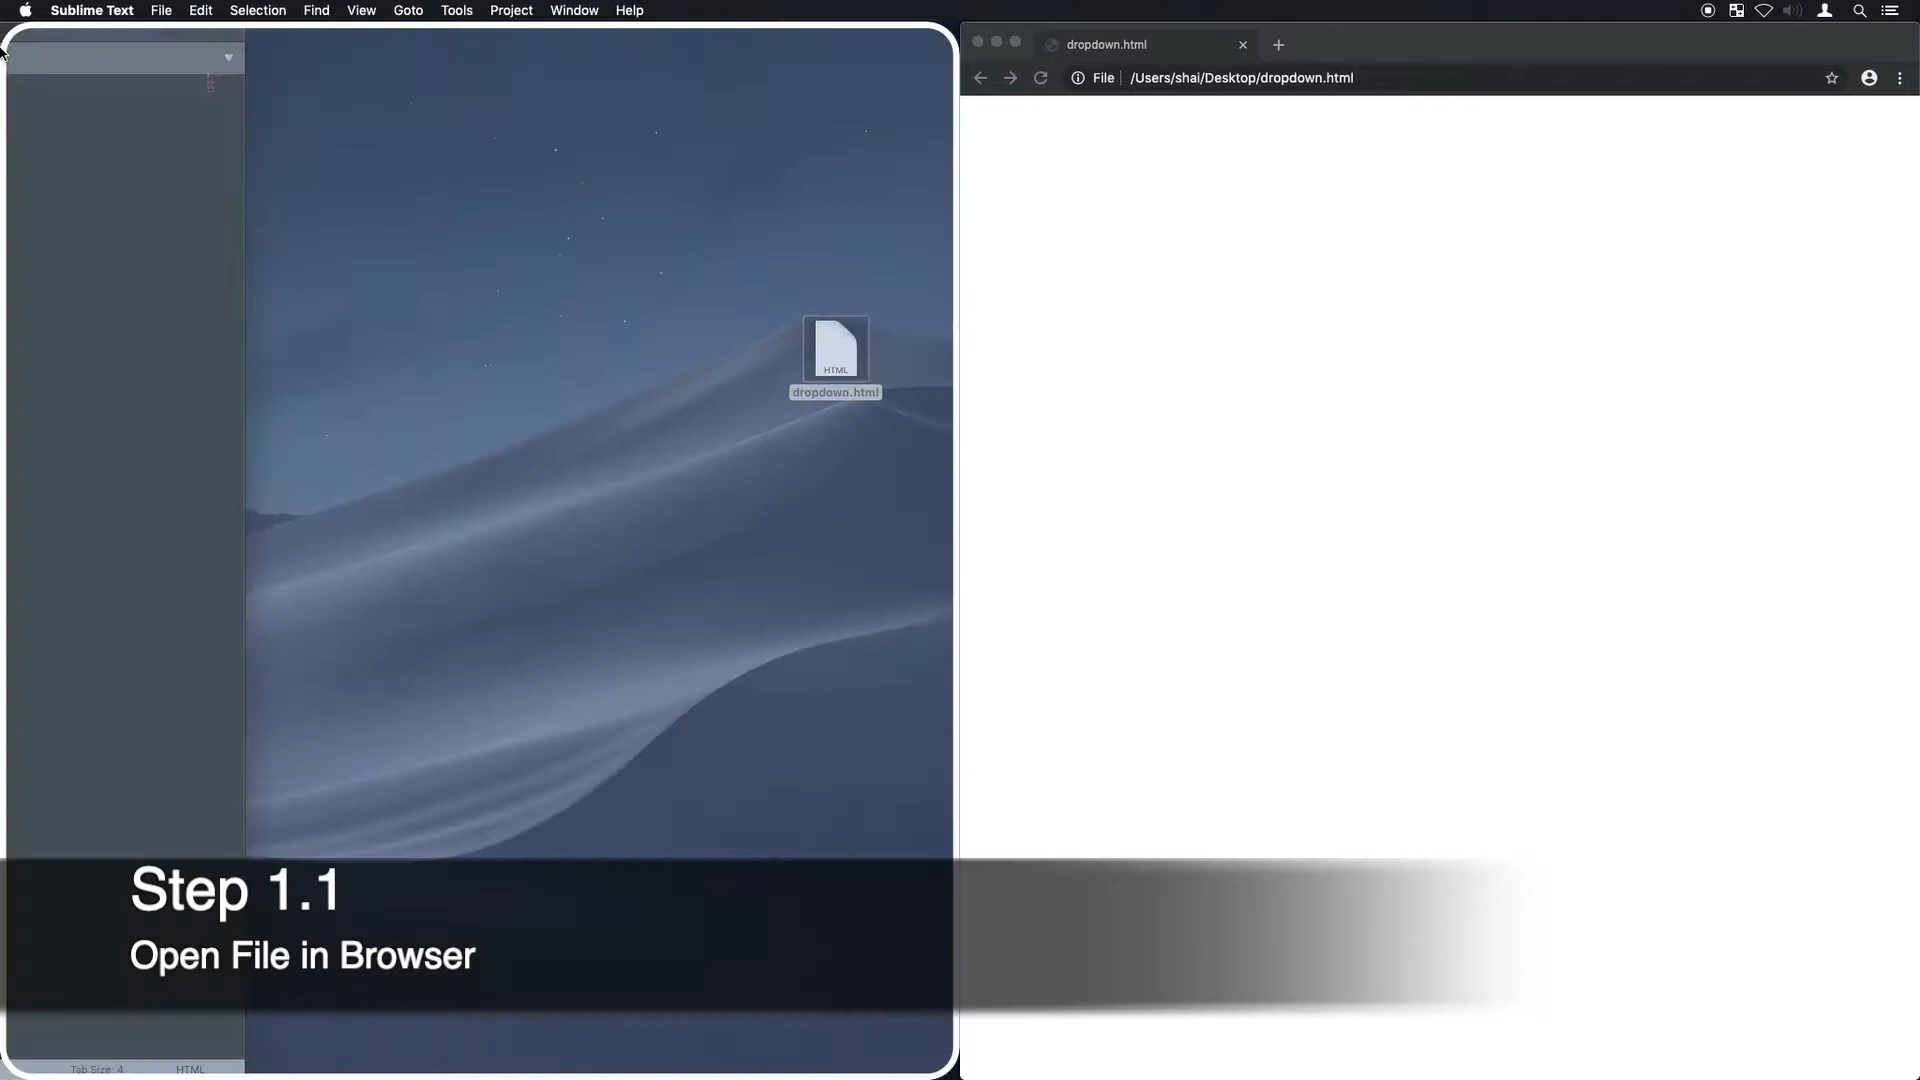 Sublime Text File Edit Selection Find View Goto Tools Project Window Help
dropdown.html
File /Users/shai/Desktop/dropdown.html
HTML
dropdown.html
Step 1.1
Open File in Browser
Tab Size: 4 HTML